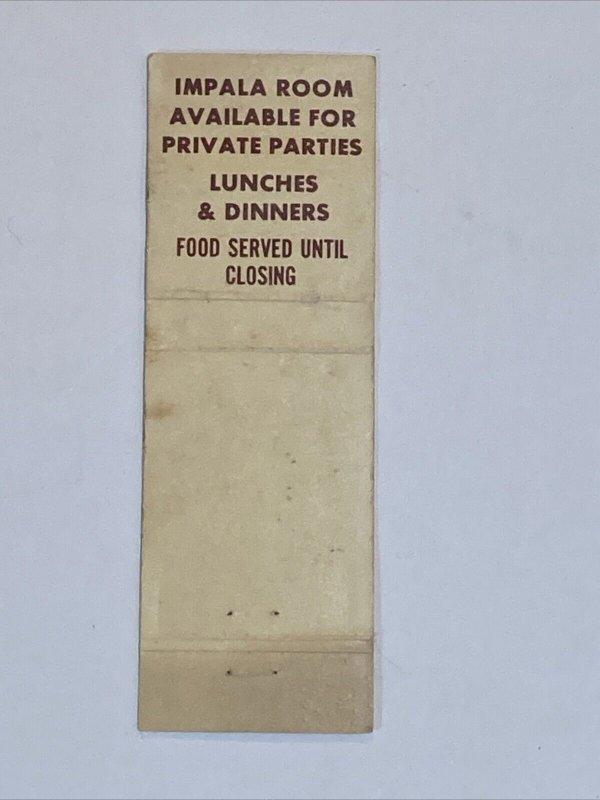 IMPALA ROOM
AVAILABLE FOR
PRIVATE PARTIES
LUNCHES
& DINNERS
FOOD SERVED UNTIL
CLOSING